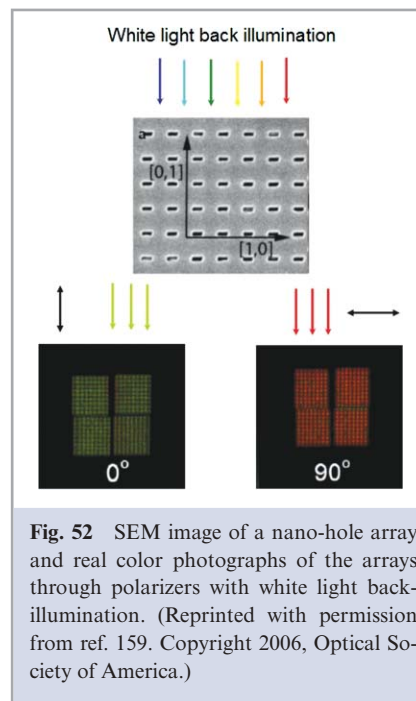 White light back illumination
a
[0,1]
[1,0]
0°
90°
Fig. 52 SEM image of a nano-hole array
and real color photographs of the arrays
through polarizers with white light back-
illumination. (Reprinted with permission
from ref. 159. Copyright 2006, Optical So-
ciety of America.)